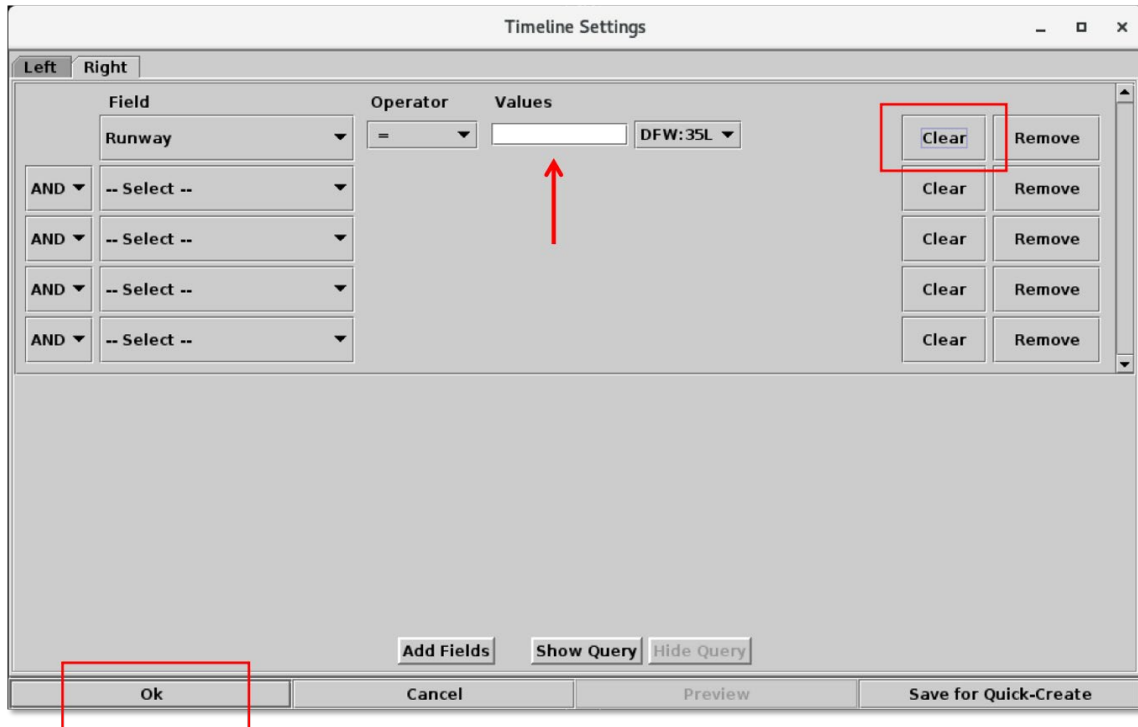 Timeline Settings
Left Right
Field Operator Values
Runway = DFW:35L Clear Remove
AND -- Select -- Clear Remove
AND -- Select -- Clear Remove
AND -- Select -- Clear Remove
AND -- Select -- Clear Remove
Add Fields Show Query Hide Query
Ok Cancel Preview Save for Quick-Create